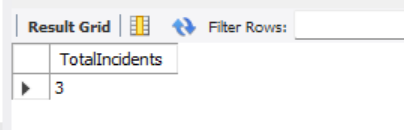 Result Grid Filter Rows:
TotalIncidents
3